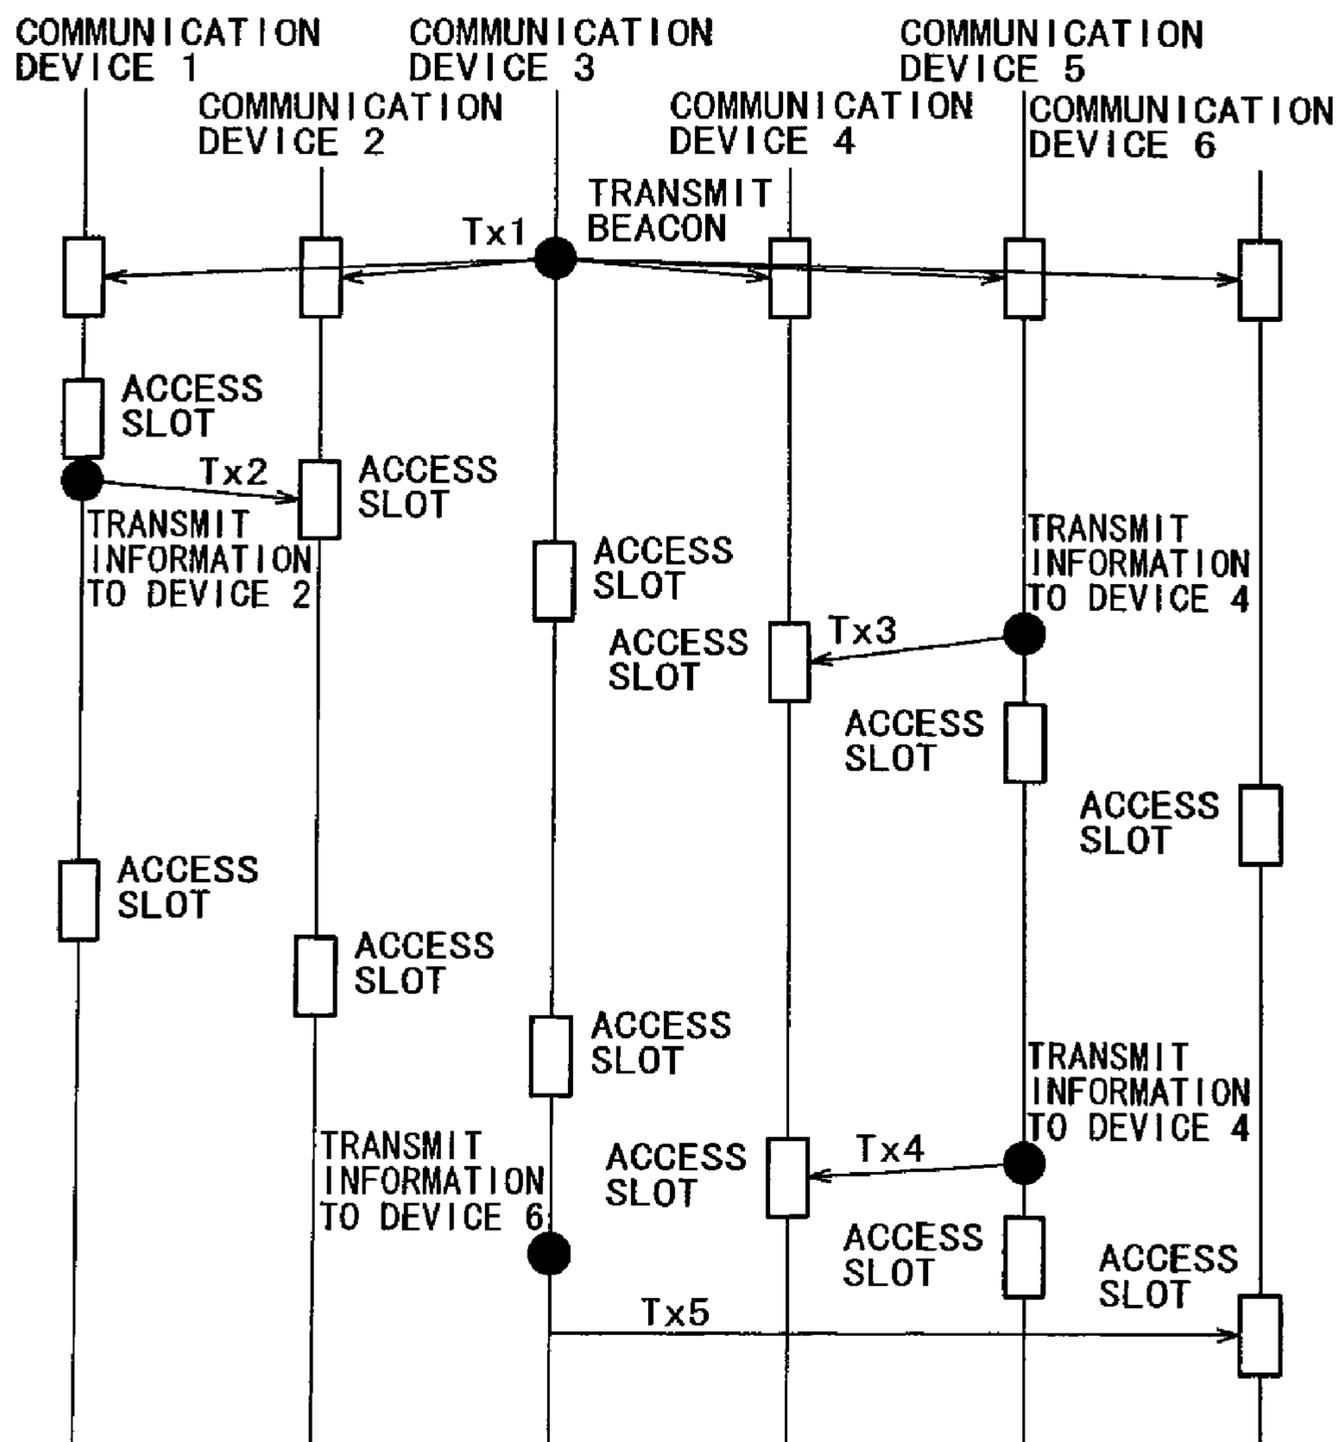 COMMUNICATION
DEVICE 1
COMMUNICATION
DEVICE 3
COMMUNICATION
DEVICE 5
COMMUNICATION
DEVICE 2
COMMUNICATION
DEVICE 4
COMMUNICATION
DEVICE 6
TRANSMIT
BEACON
Tx1
ACCESS
SLOT
Tx2
ACCESS
SLOT
TRANSMIT
INFORMATION
TO DEVICE 2
TRANSMIT
INFORMATION
TO DEVICE 4
ACCESS
SLOT
Tx3
ACCESS
SLOT
ACCESS
SLOT
ACCESS
SLOT
ACCESS
SLOT
ACCESS
SLOT
ACCESS
SLOT
TRANSMIT
INFORMATION
TO DEVICE 4
TRANSMIT
INFORMATION
TO DEVICE 6
ACCESS
SLOT
Tx4
ACCESS
SLOT
ACCESS
SLOT
Tx5